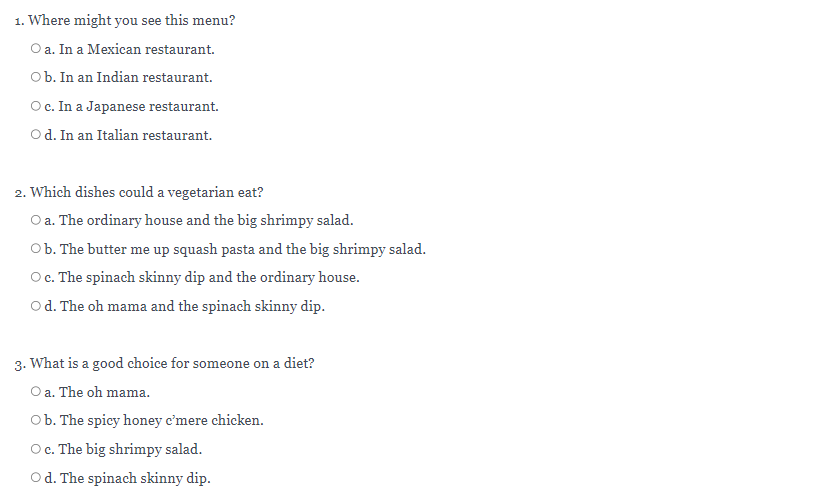 1. Where might you see this menu?
a. In a Mexican restaurant.
b. In an Indian restaurant.
c. In a Japanese restaurant.
d. In an Italian restaurant.
2. Which dishes could a vegetarian eat?
a. The ordinary house and the big shrimpy salad.
b. The butter me up squash pasta and the big shrimpy salad.
c. The spinach skinny dip and the ordinary house.
d. The oh mama and the spinach skinny dip.
3. What is a good choice for someone on a diet?
a. The oh mama.
b. The spicy honey c’mere chicken.
c. The big shrimpy salad.
d. The spinach skinny dip.